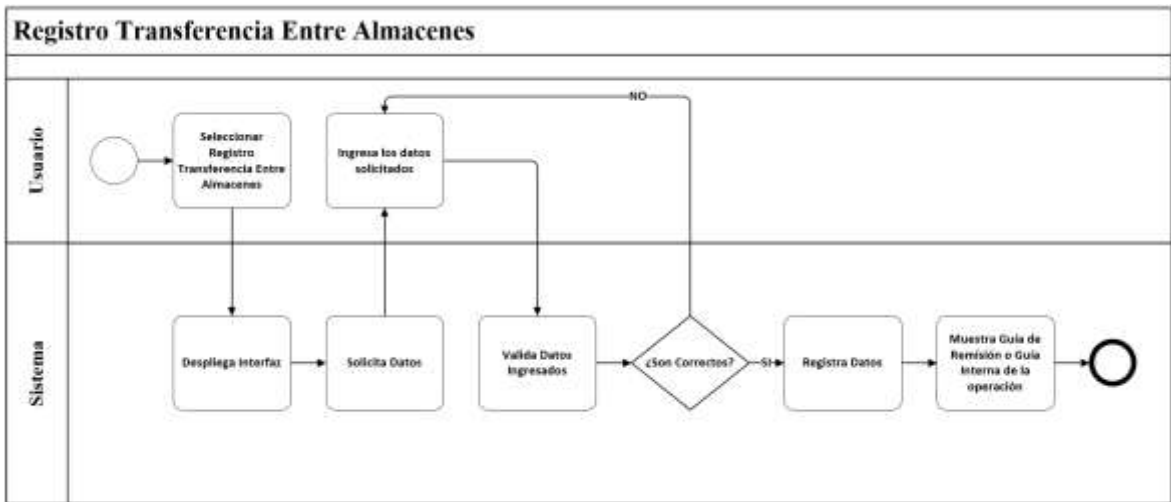 Registro Transferencia Entre Almacenes
Usuario
Seleccionar
Registro
Transferencia Entre
Almacenes
Ingresa los datos
solicitados
NO
Sistema
Despliega Interfaz
Solicita Datos
Valida Datos
Ingresados
¿Son Correctos?
SI
Registra Datos
Muestra Guía de
Remisión o Guía
Interna de la
operación